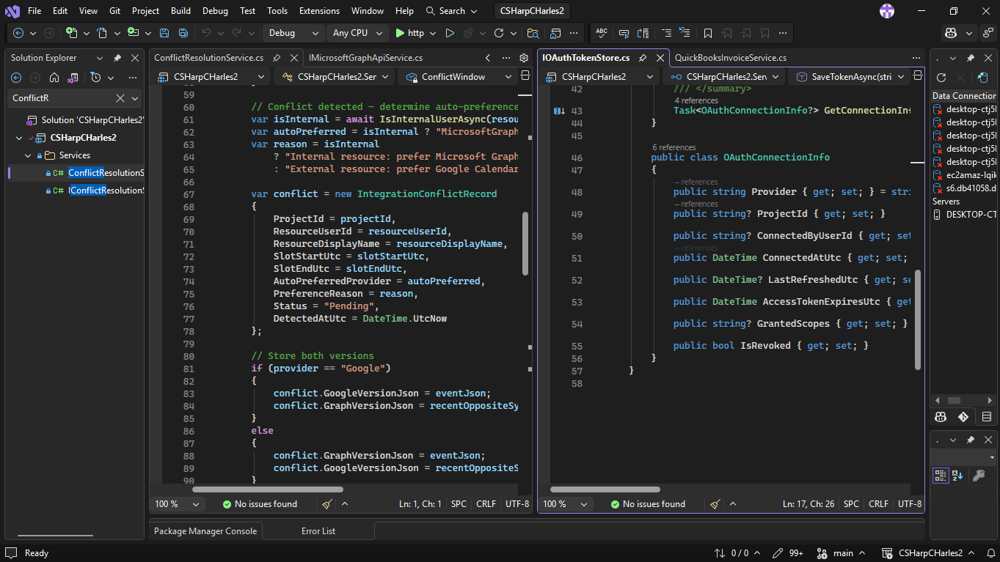 File Edit View Git Project Build Debug Test Tools Extensions Window Help Search CSHarpCHarles2
Debug Any CPU http
Solution Explorer
ConflictR
Solution 'CSHarpCHarles2'
CSHarpCHarles2
Services
C# ConflictResolutionS
C# IConflictResolutionS
ConflictResolutionService.cs IMicrosoftGraphApiService.cs
CSHarpCHarles2 CSHarpCHarles2.Ser ConflictWindow
59
60 // Conflict detected – determine auto-preference
61 var isInternal = await IsInternalUserAsync(resou
62 var autoPreferred = isInternal ? "MicrosoftGraph
63 var reason = isInternal
64 ? "Internal resource: prefer Microsoft Graph
65 : "External resource: prefer Google Calendar
66
67 var conflict = new IntegrationConflictRecord
68 {
69 ProjectId = projectId,
70 ResourceUserId = resourceUserId,
71 ResourceDisplayName = resourceDisplayName,
72 SlotStartUtc = slotStartUtc,
73 SlotEndUtc = slotEndUtc,
74 AutoPreferredProvider = autoPreferred,
75 PreferenceReason = reason,
76 Status = "Pending",
77 DetectedAtUtc = DateTime.UtcNow
78 };
79
80 // Store both versions
81 if (provider == "Google")
82 {
83 conflict.GoogleVersionJson = eventJson;
84 conflict.GraphVersionJson = recentOppositeSy
85 }
86 else
87 {
88 conflict.GraphVersionJson = eventJson;
89 conflict.GoogleVersionJson = recentOppositeS
90 }
100 % No issues found Ln: 1, Ch: 1 SPC CRLF UTF-8
IOAuthTokenStore.cs QuickBooksInvoiceService.cs
CSHarpCHarles2 CSHarpCHarles2.Serv SaveTokenAsync(stri
42 /// </summary>
4 references
43 Task<OAuthConnectionInfo?> GetConnectionInf
44 }
45
6 references
46 public class OAuthConnectionInfo
47 {
– references
48 public string Provider { get; set; } = stri
– references
49 public string? ProjectId { get; set; }
50 public string? ConnectedByUserId { get; set
– references
51 public DateTime ConnectedAtUtc { get; set;
52 public DateTime? LastRefreshedUtc { get; se
53 public DateTime AccessTokenExpiresUtc { get
54 public string? GrantedScopes { get; set; }
55 public bool IsRevoked { get; set; }
56 }
57 }
58
100 % No issues found Ln: 17, Ch: 26 SPC CRLF UTF-8
Data Connection
desktop-ctj5l
desktop-ctj5l
desktop-ctj5l
desktop-ctj5l
desktop-ctj5l
ec2amaz-lqik
s6.db41058.d
Servers
DESKTOP-CT
Package Manager Console Error List
Ready 0 / 0 99+ main CSHarpCHarles2